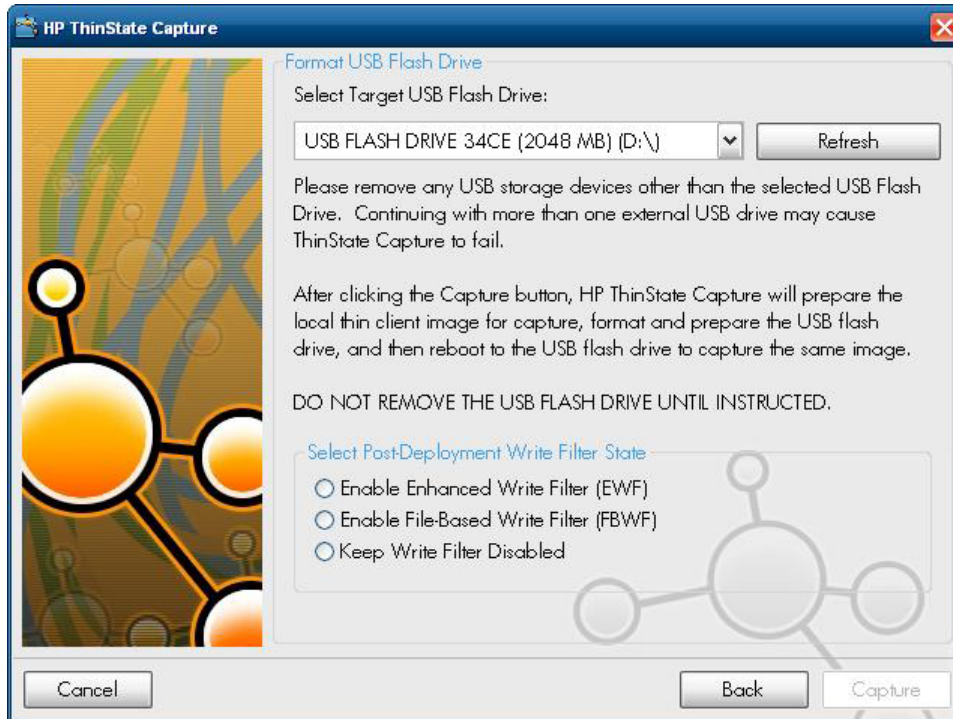 HP ThinState Capture
Format USB Flash Drive
Select Target USB Flash Drive:
USB FLASH DRIVE 34CE (2048 MB) (D:\)
Refresh
Please remove any USB storage devices other than the selected USB Flash
Drive. Continuing with more than one external USB drive may cause
ThinState Capture to fail.
After clicking the Capture button, HP ThinState Capture will prepare the
local thin client image for capture, format and prepare the USB flash
drive, and then reboot to the USB flash drive to capture the same image.
DO NOT REMOVE THE USB FLASH DRIVE UNTIL INSTRUCTED.
Select Post-Deployment Write Filter State
Enable Enhanced Write Filter (EWF)
Enable File-Based Write Filter (FBWF)
Keep Write Filter Disabled
Cancel
Back
Capture